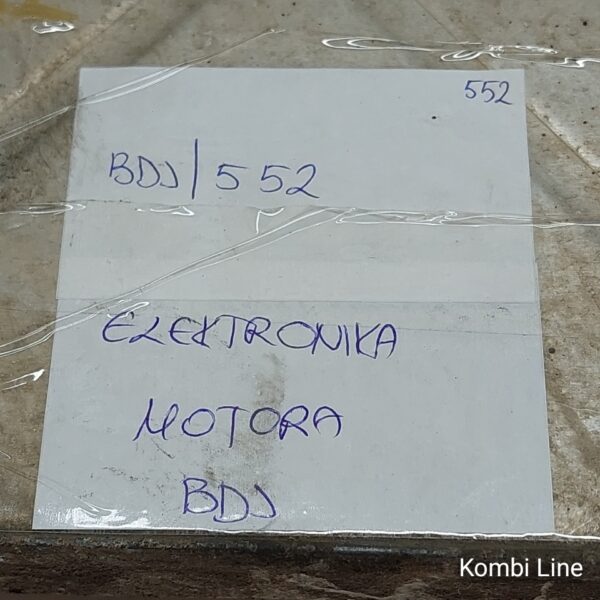 552
BDJ/552
ELEKTRONIKA
MOTORA
BDJ
Kombi Line